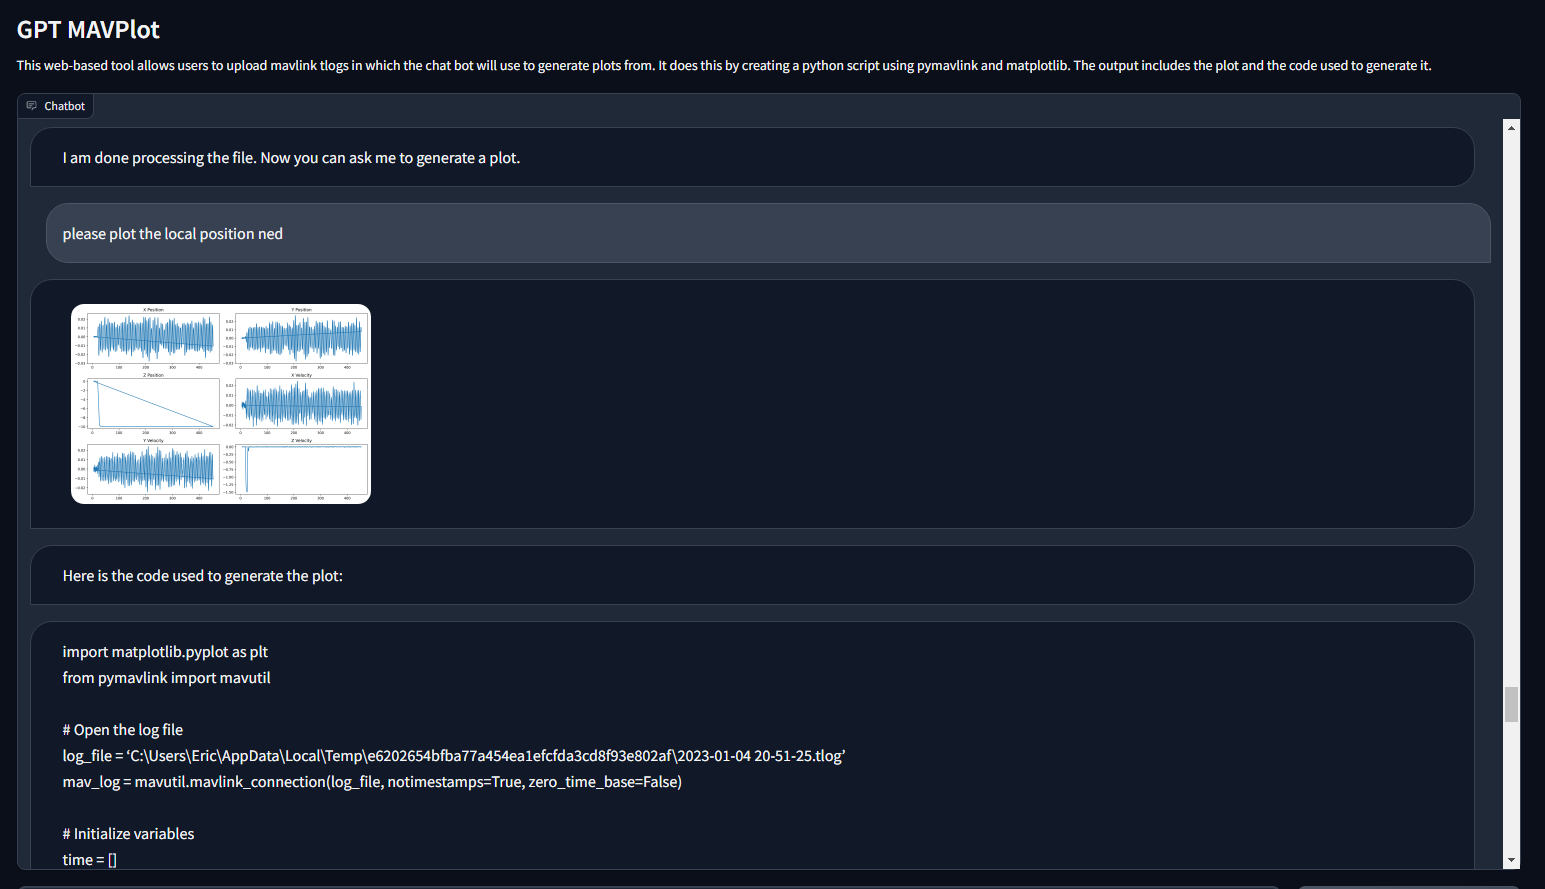 GPT MAVPlot
This web-based tool allows users to upload mavlink tlogs in which the chat bot will use to generate plots from. It does this by creating a python script using pymavlink and matplotlib. The output includes the plot and the code used to generate it.
Chatbot
I am done processing the file. Now you can ask me to generate a plot.
please plot the local position ned
X Position
Y Position
Z Position
X Velocity
Y Velocity
Z Velocity
Here is the code used to generate the plot:
import matplotlib.pyplot as plt
from pymavlink import mavutil
# Open the log file
log_file = ‘C:\Users\Eric\AppData\Local\Temp\e6202654bfba77a454ea1efcfda3cd8f93e802af\2023-01-04 20-51-25.tlog’
mav_log = mavutil.mavlink_connection(log_file, notimestamps=True, zero_time_base=False)
# Initialize variables
time = []